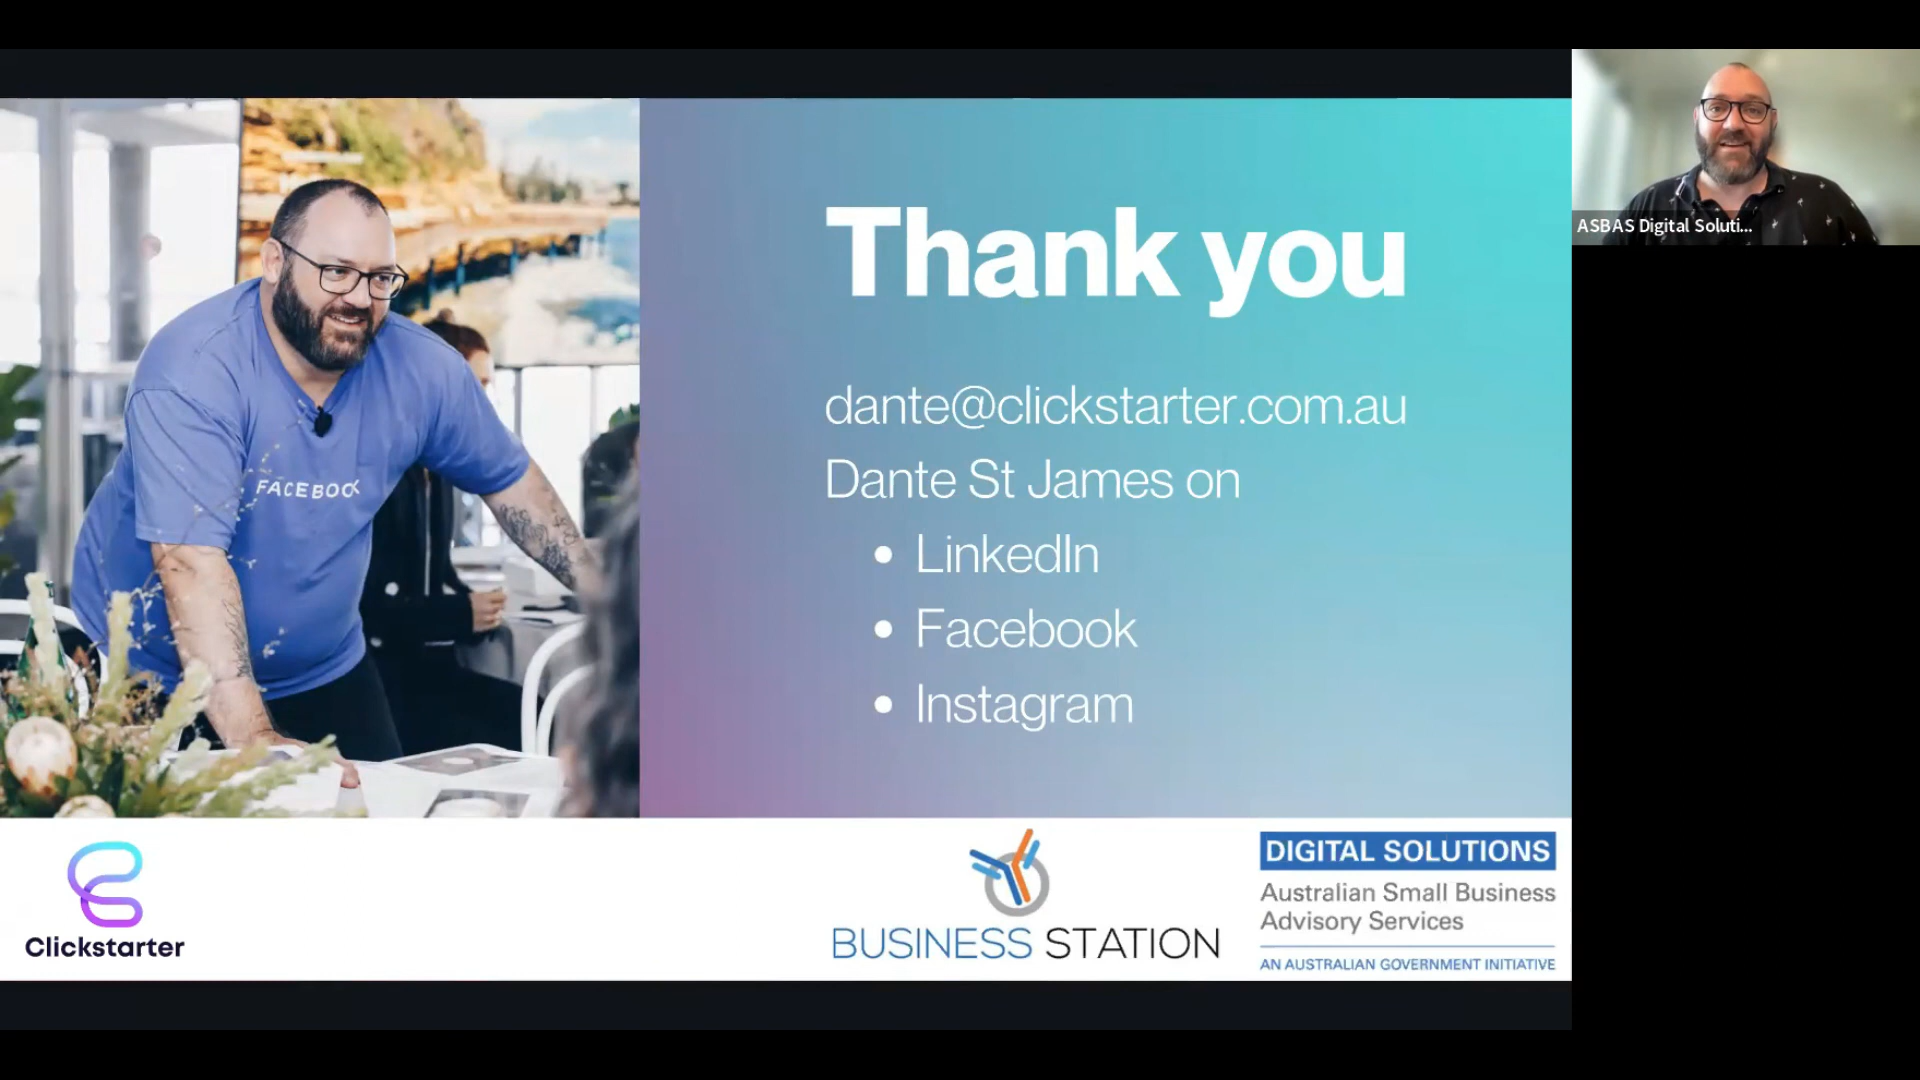 Thank you
dante@clickstarter.com.au
Dante St James on
• LinkedIn
• Facebook
• Instagram
FACEBOOK
ASBAS Digital Soluti...
Clickstarter
BUSINESS STATION
DIGITAL SOLUTIONS
Australian Small Business
Advisory Services
AN AUSTRALIAN GOVERNMENT INITIATIVE